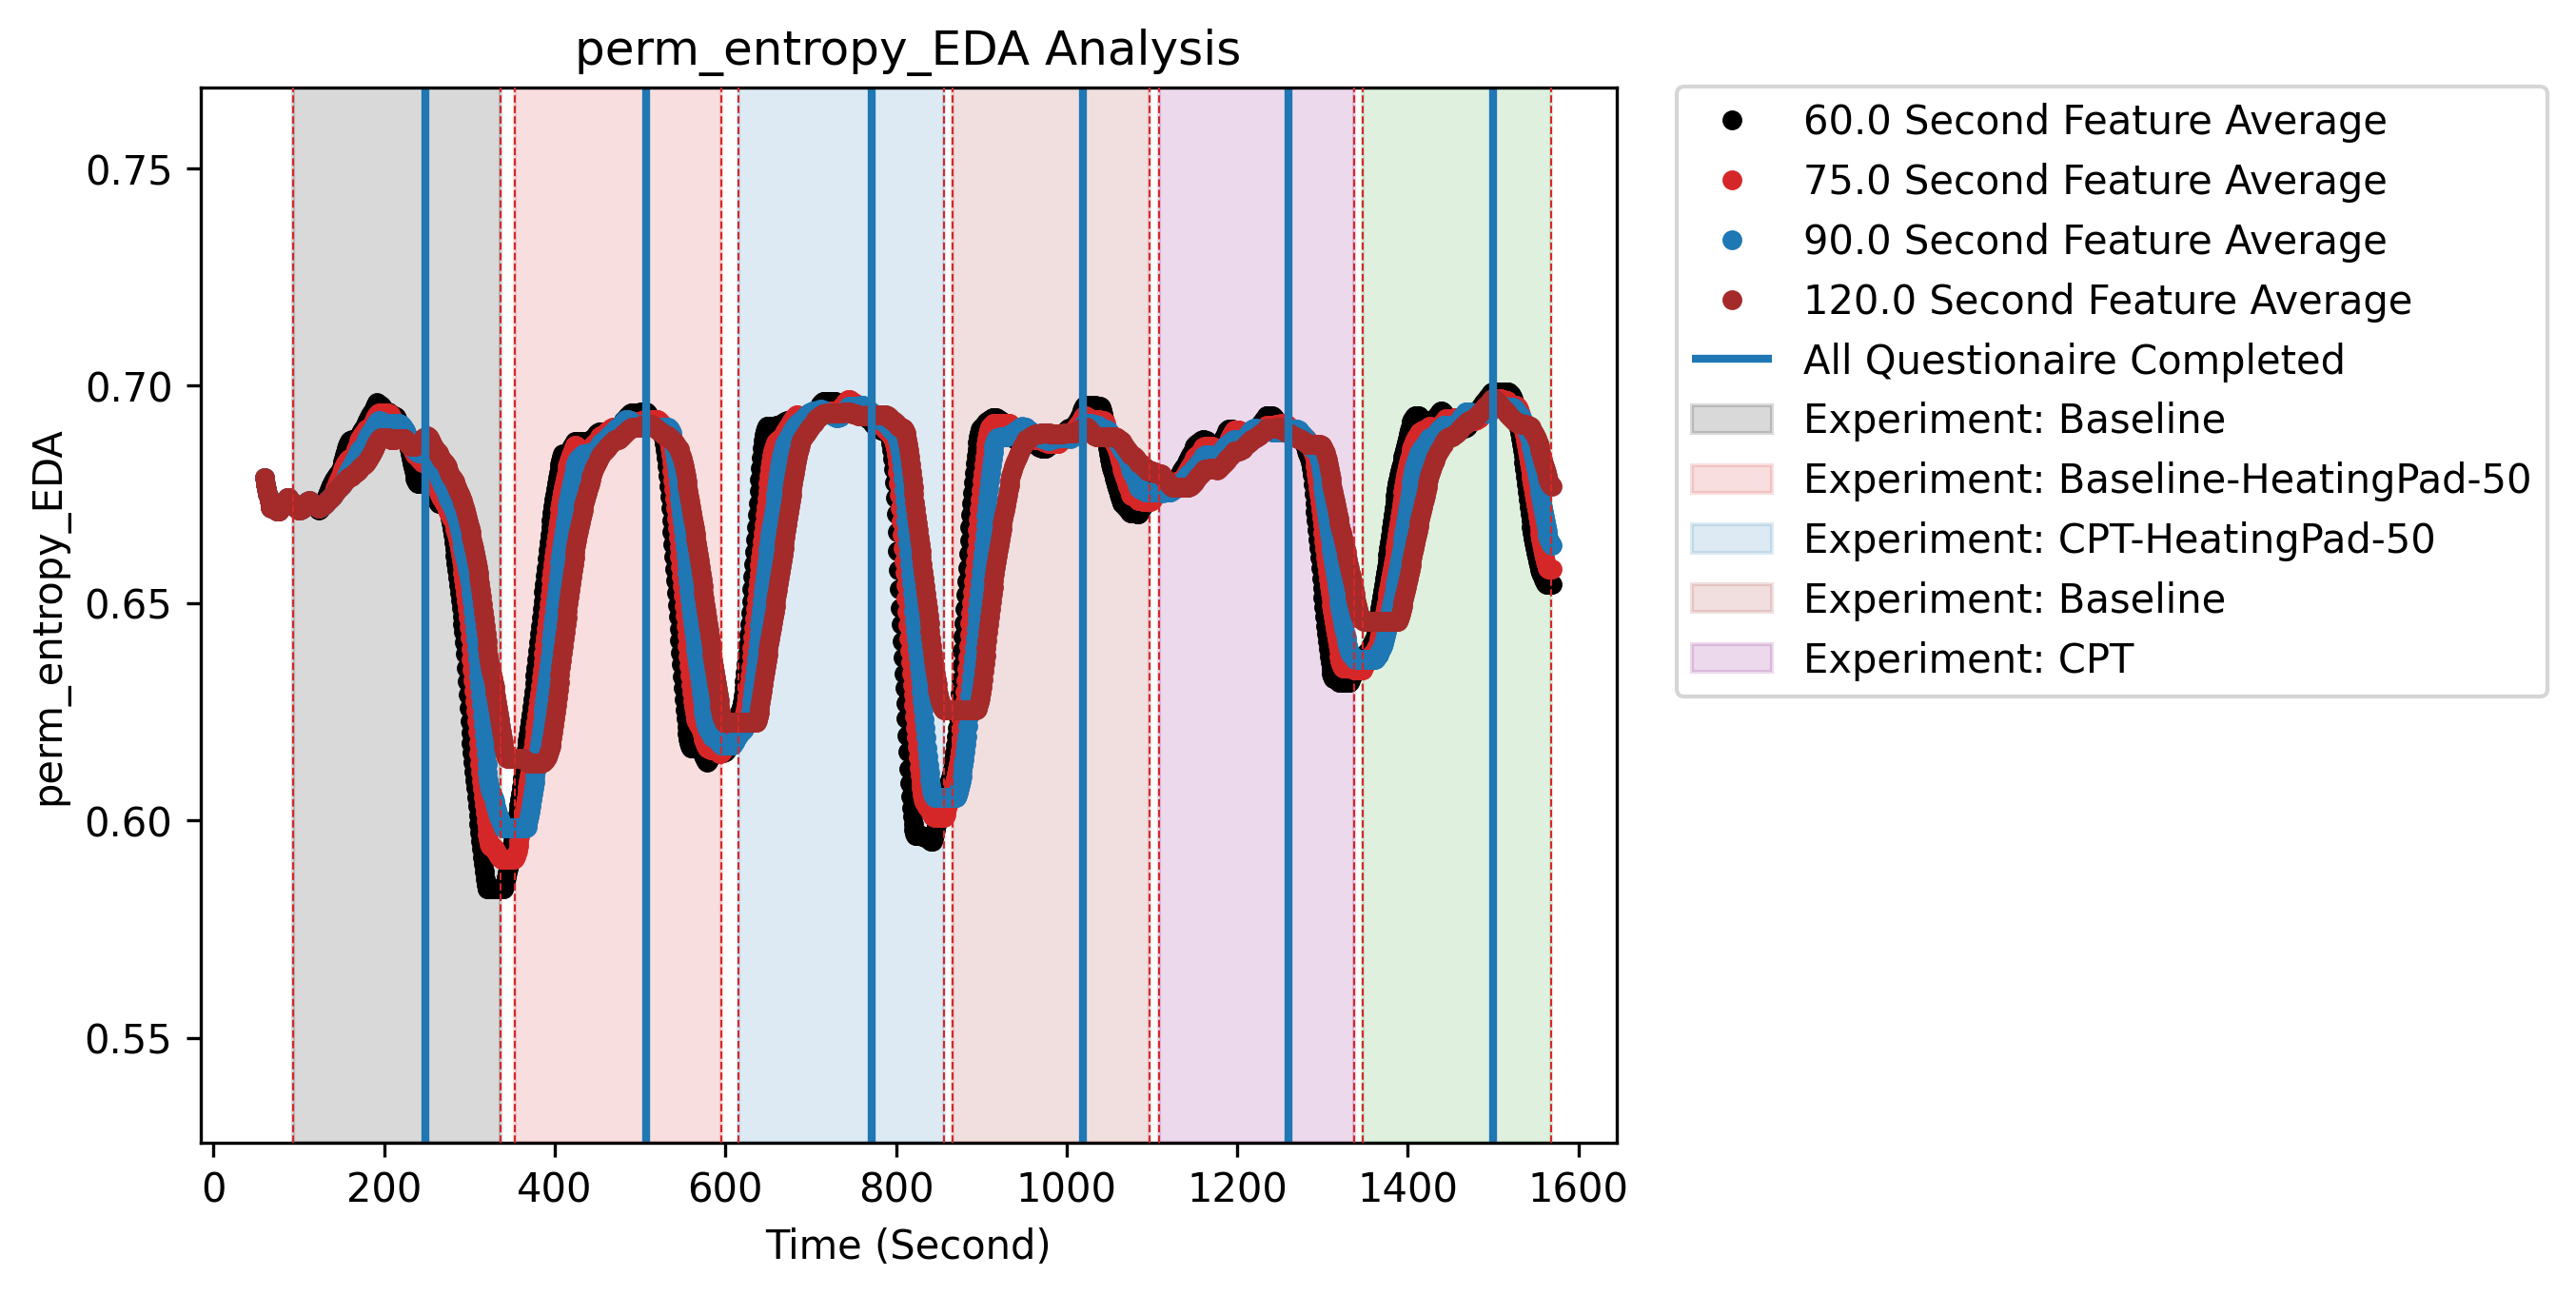 perm_entropy_EDA Analysis
0.75
0.70
0.65
0.60
0.55
perm_entropy_EDA
0 200 400 600 800 1000 1200 1400 1600
Time (Second)
60.0 Second Feature Average
75.0 Second Feature Average
90.0 Second Feature Average
120.0 Second Feature Average
All Questionaire Completed
Experiment: Baseline
Experiment: Baseline-HeatingPad-50
Experiment: CPT-HeatingPad-50
Experiment: Baseline
Experiment: CPT